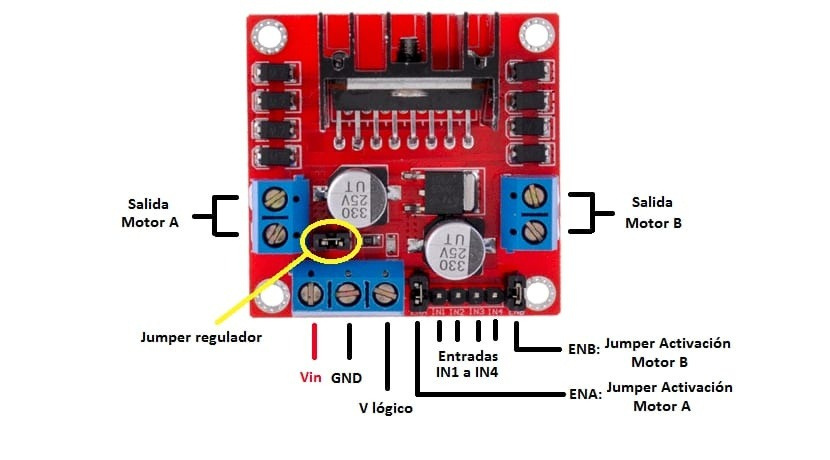 330
25V
UT
330
25V
UT
Salida
Motor A
Salida
Motor B
Jumper regulador
IN1 IN2 IN3 IN4
Vin
GND
V lógico
Entradas
IN1 a IN4
ENB: Jumper Activación
Motor B
ENA: Jumper Activación
Motor A